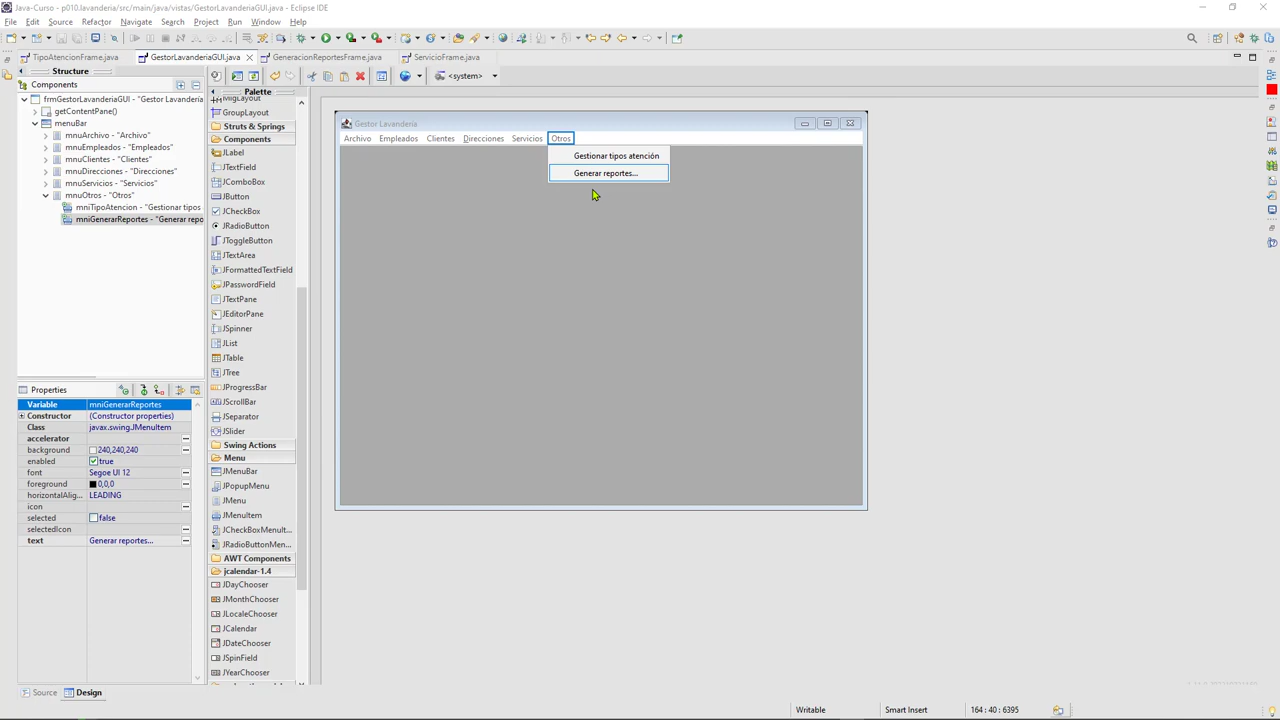 Java-Curso - p010.lavanderia/src/main/java/vistas/GestorLavanderiaGUI.java - Eclipse IDE
File Edit Source Refactor Navigate Search Project Run Window Help
<system>
TipoAtencionFrame.java GestorLavanderiaGUI.java GeneracionReportesFrame.java ServicioFrame.java
Structure
Components
frmGestorLavanderiaGUI - "Gestor Lavandería
getContentPane()
menuBar
mnuArchivo - "Archivo"
mnuEmpleados - "Empleados"
mnuClientes - "Clientes"
mnuDirecciones - "Direcciones"
mnuServicios - "Servicios"
mnuOtros - "Otros"
mniTipoAtencion - "Gestionar tipos
mniGenerarReportes - "Generar repo
Properties
Variable mniGenerarReportes
Constructor (Constructor properties)
Class javax.swing.JMenuItem
accelerator
background 240,240,240
enabled true
font Segoe UI 12
foreground 0,0,0
horizontalAlig... LEADING
icon
selected false
selectedIcon
text Generar reportes...
Source Design
Palette
MigLayout
GroupLayout
Struts & Springs
Components
JLabel
JTextField
JComboBox
JButton
JCheckBox
JRadioButton
JToggleButton
JTextArea
JFormattedTextField
JPasswordField
JTextPane
JEditorPane
JSpinner
JList
JTable
JTree
JProgressBar
JScrollBar
JSeparator
JSlider
Swing Actions
Menu
JMenuBar
JPopupMenu
JMenu
JMenuItem
JCheckBoxMenuIt...
JRadioButtonMen...
AWT Components
jcalendar-1.4
JDayChooser
JMonthChooser
JLocaleChooser
JCalendar
JDateChooser
JSpinField
JYearChooser
Gestor Lavandería
Archivo Empleados Clientes Direcciones Servicios Otros
Gestionar tipos atención
Generar reportes...
Writable Smart Insert 164 : 40 : 6395